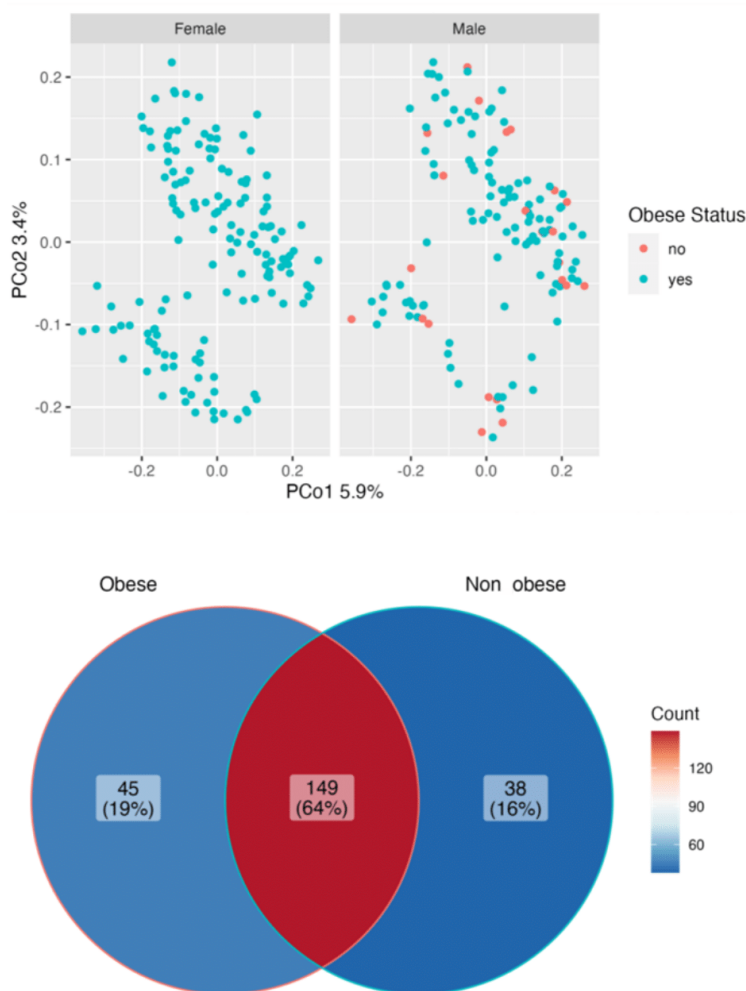 Female
Male
0.2
0.1
0.0
-0.1
-0.2
PCo2 3.4%
-0.2
0.0
0.2
-0.2
0.0
0.2
PCo1 5.9%
Obese Status
no
yes
Obese
Non obese
45
(19%)
149
(64%)
38
(16%)
Count
120
90
60